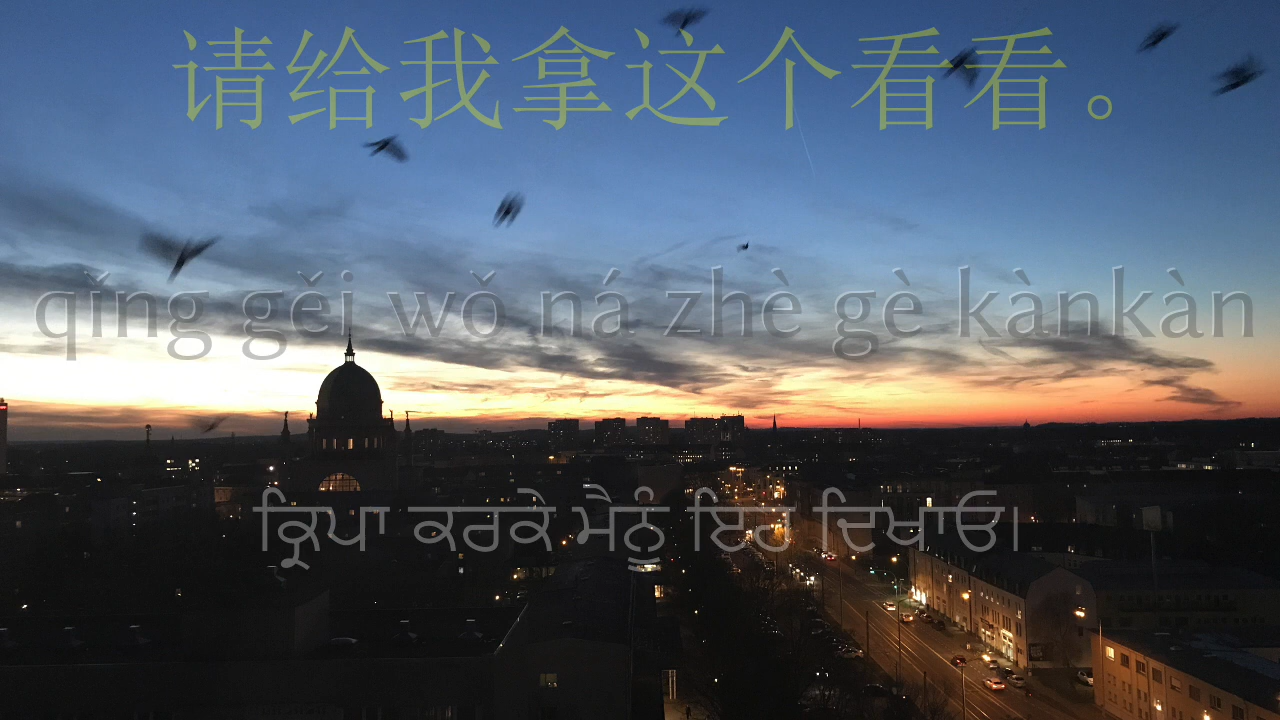 请给我拿这个看看。
qǐng gěi wǒ ná zhè gè kànkàn
ਕ੍ਰਿਪਾ ਕਰਕੇ ਮੈਨੂੰ ਇਹ ਦਿਖਾਓ।